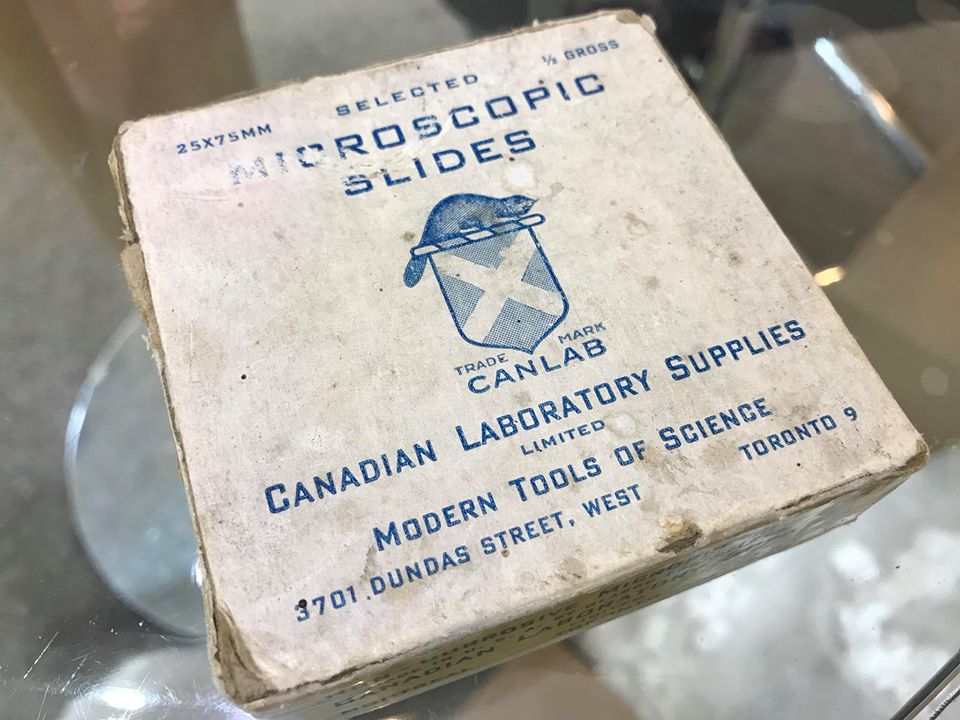 SELECTED
25X75MM ½ GROSS
MICROSCOPIC
SLIDES
TRADE MARK
CANLAB
CANADIAN LABORATORY SUPPLIES
LIMITED
MODERN TOOLS OF SCIENCE
3701 DUNDAS STREET, WEST TORONTO 9
CANADIAN